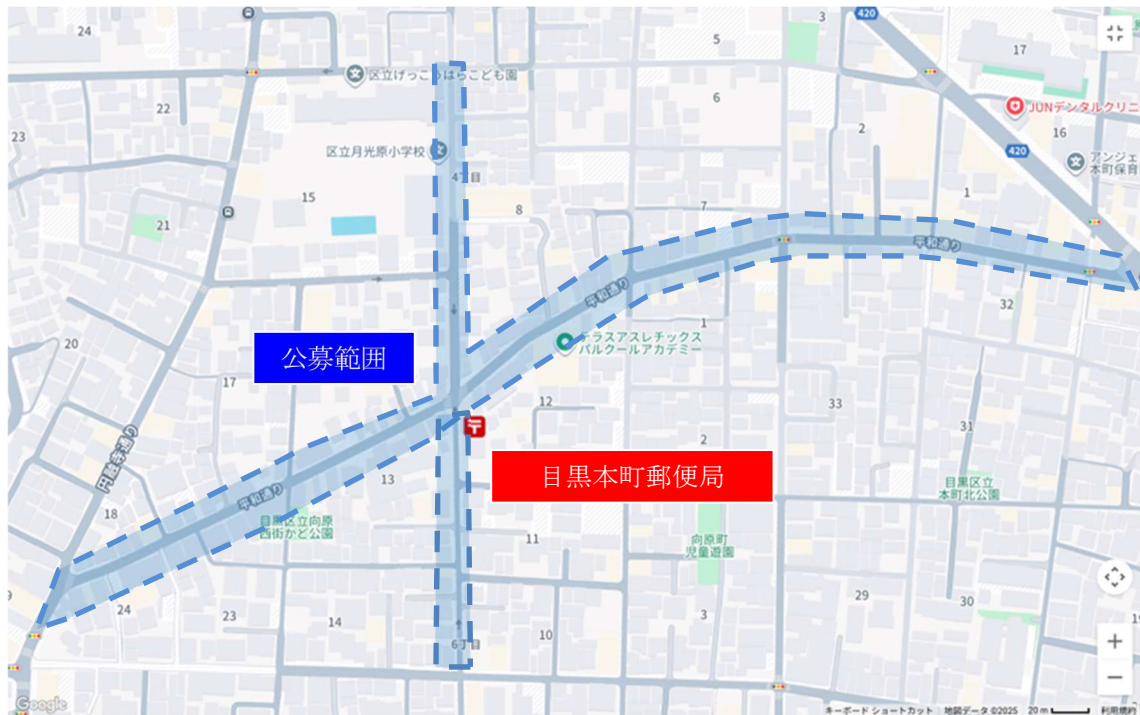 24
3
420
5
17
区立げっこうはらこども園
22
6
JUNデンタルクリニ
23
2
16
区立月光原小学校
420
アンジェ
本町保育
4丁目
15
1
8
7
21
平和通り
平和通り
32
20
テラスアスレチックス
パルクールアカデミー
1
公募範囲
17
12
33
円融寺通り
31
2
目黒本町郵便局
13
平和通り
目黒区立
本町北公園
18
目黒区立向原
西街かど公園
11
向原町
児童遊園
9
24
23
14
29
30
3
10
19
6丁目
Google
キーボード ショートカット 地図データ ©2025 20 m 利用規約